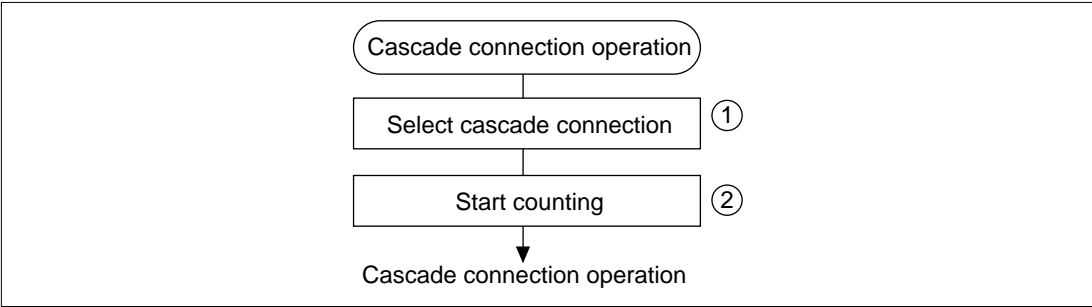 Cascade connection operation
Select cascade connection
1
Start counting
2
Cascade connection operation